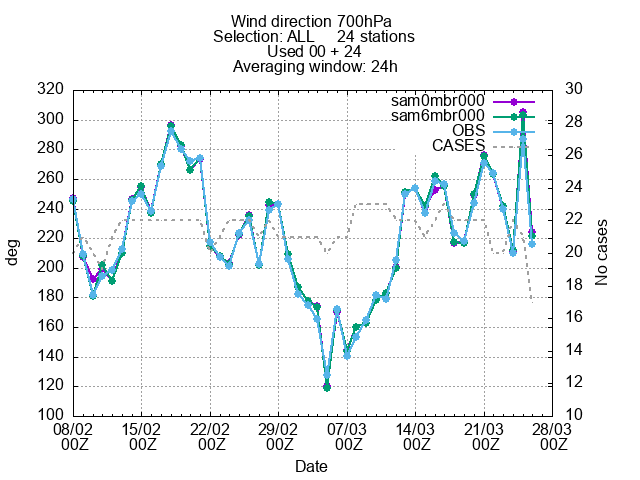 Wind direction 700hPa
Selection: ALL 24 stations
Used 00 + 24
Averaging window: 24h
320 30
300 28
280 26
260 24
240 22
220 20
200 18
180 16
160 14
140 12
120 10
100
deg
No cases
sam0mbr000
sam6mbr000
OBS
CASES
08/02 15/02 22/02 29/02 07/03 14/03 21/03 28/03
00Z 00Z 00Z 00Z 00Z 00Z 00Z 00Z
Date